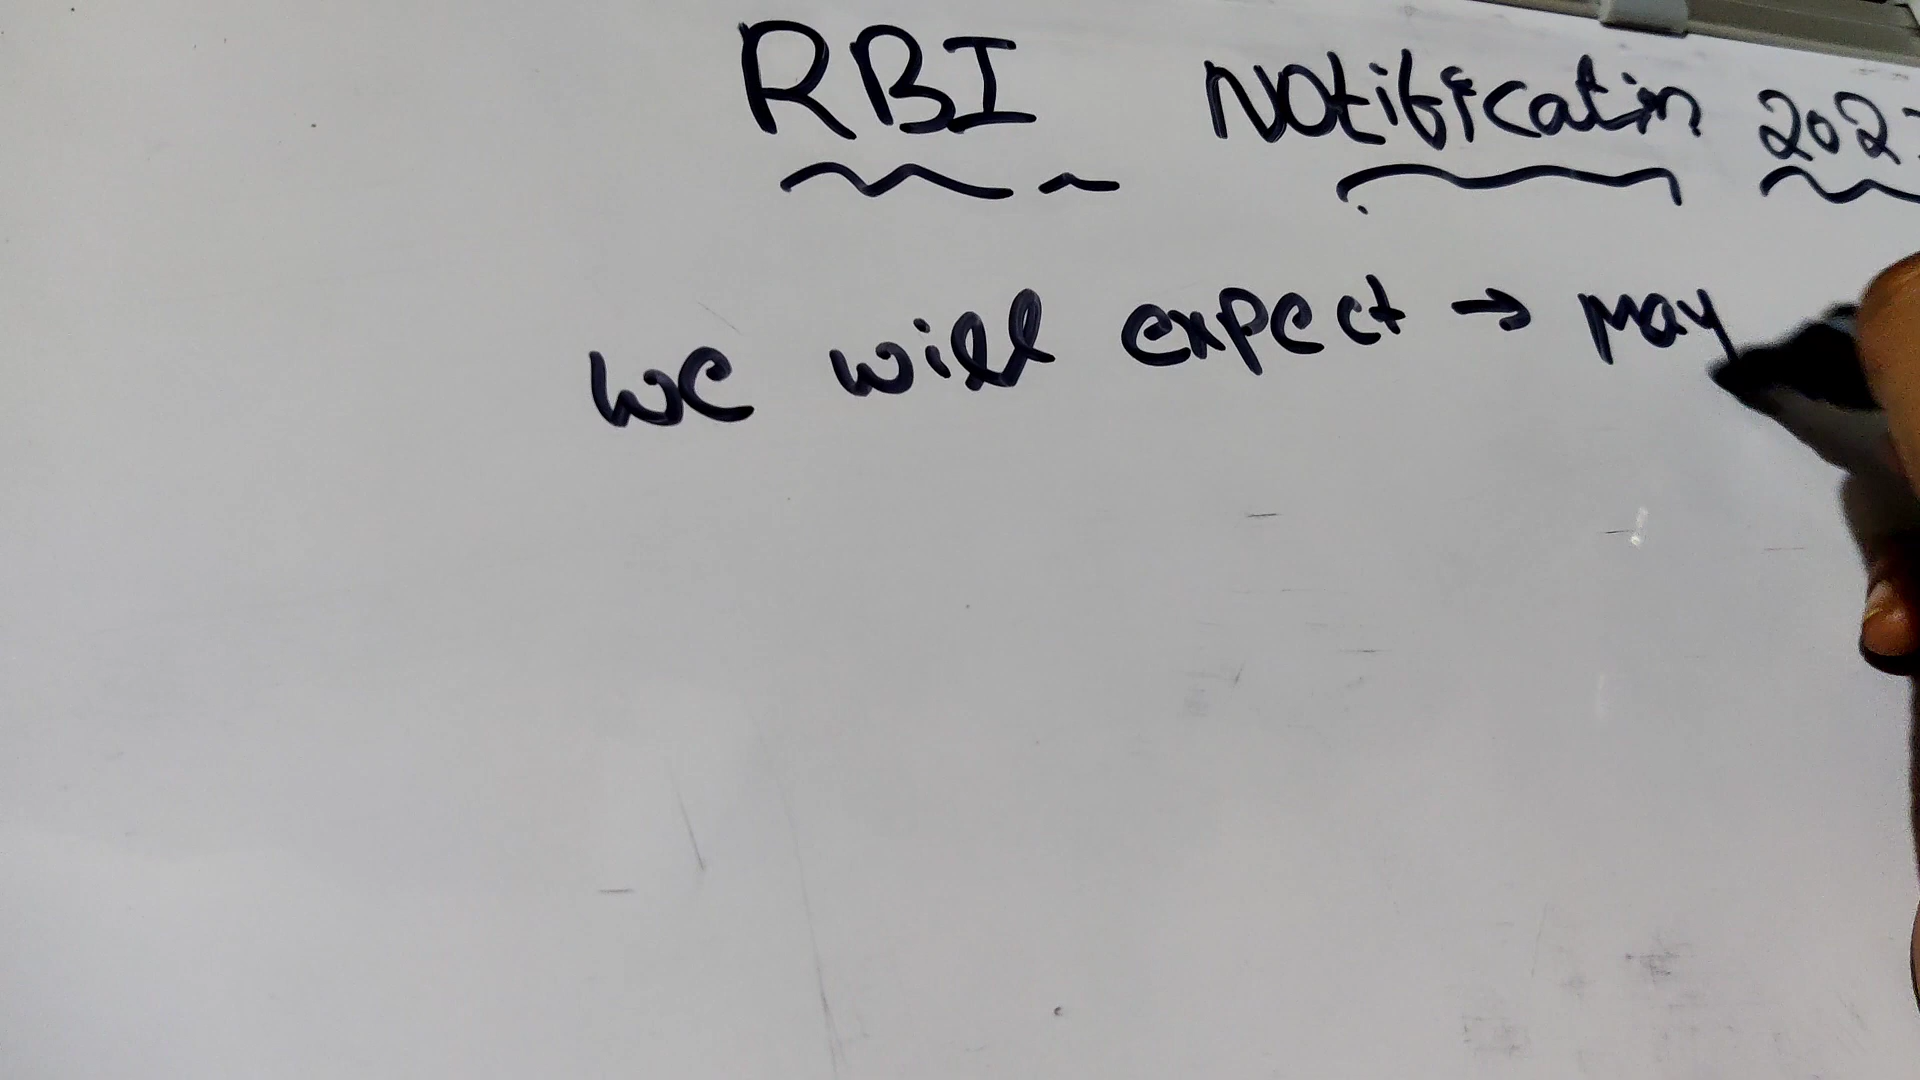 RBI Notificatin
We will expect → may